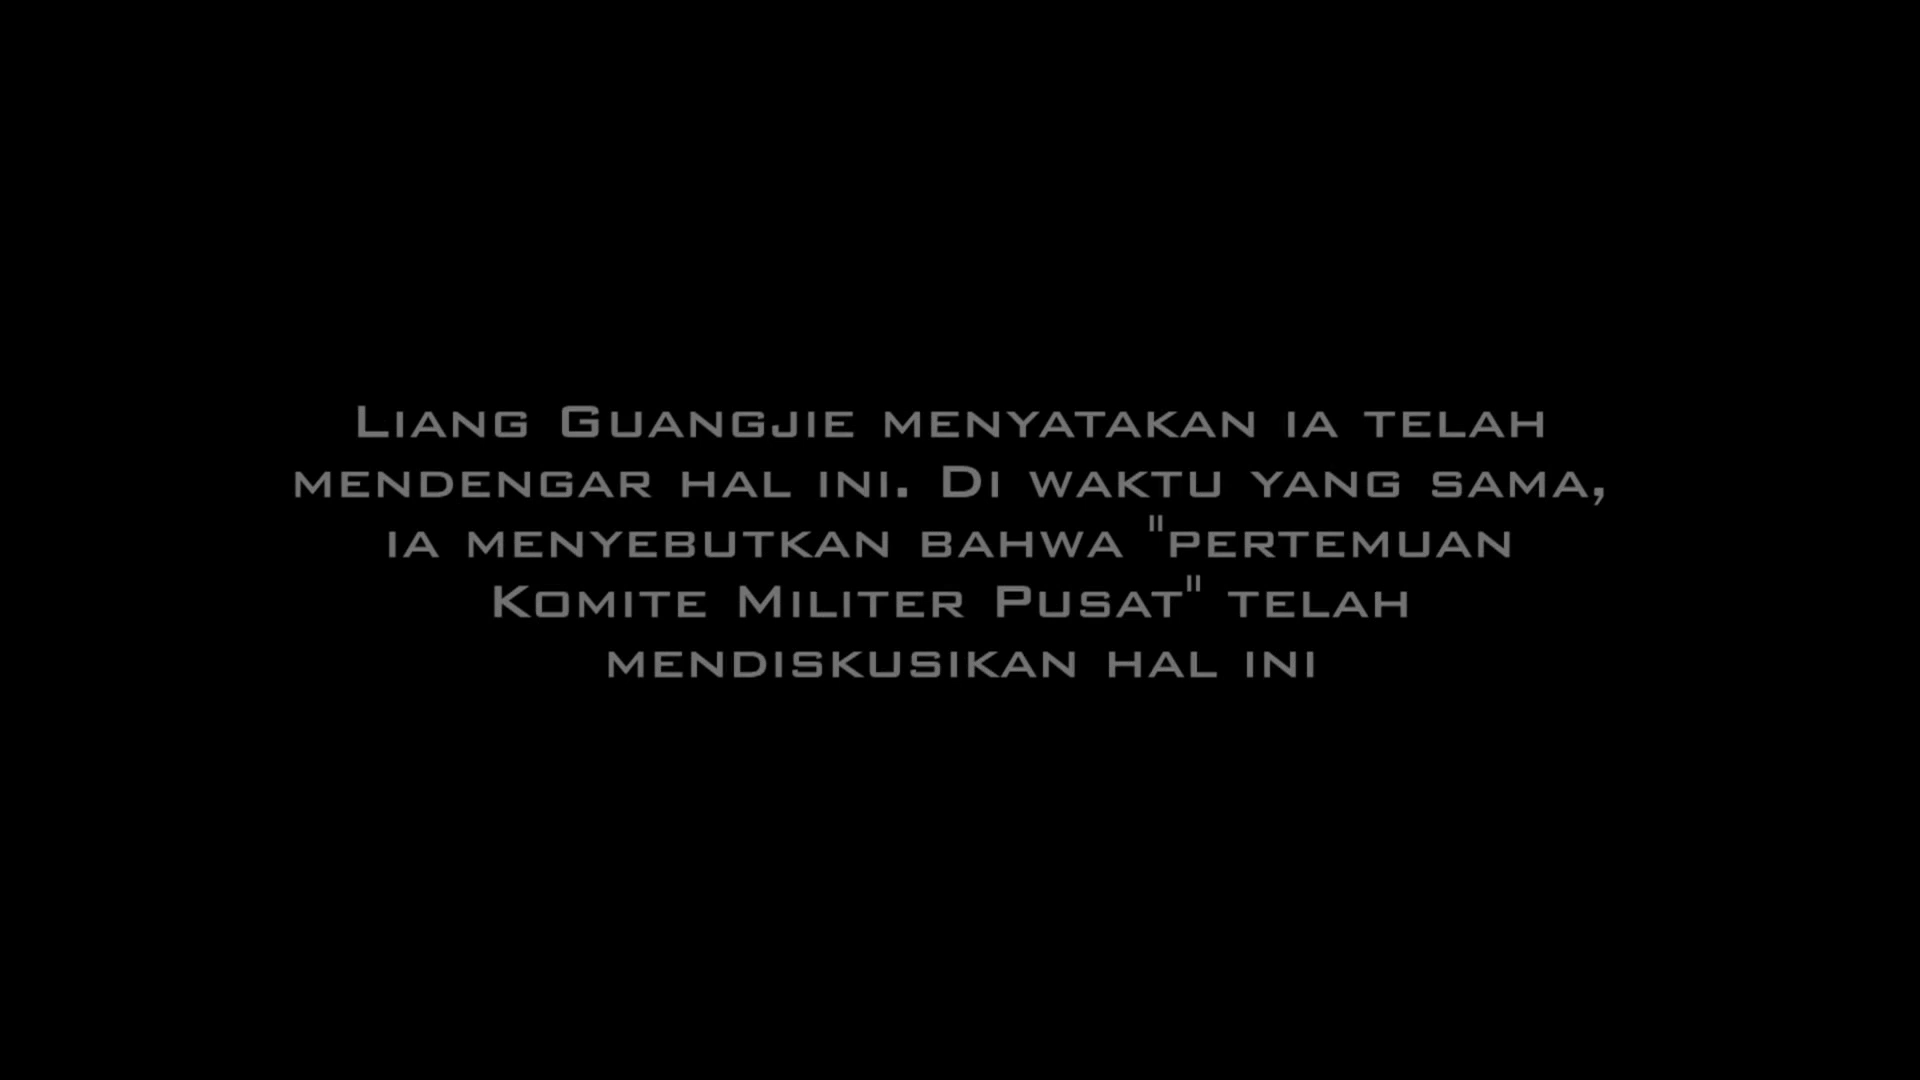 Liang Guangjie menyatakan ia telah
mendengar hal ini. Di waktu yang sama,
ia menyebutkan bahwa "pertemuan
Komite Militer Pusat" telah
mendiskusikan hal ini